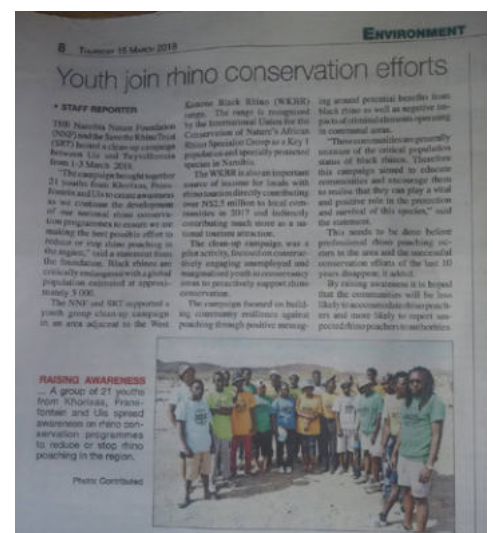 ENVIRONMENT
8 THURSDAY 15 MARCH 2018
Youth join rhino conservation efforts
• STAFF REPORTER
THE Namibia Nature Foundation
(NNF) and the Save the Rhino Trust
(SRT) hosted a clean-up campaign
between Uis and
from 1-3 March 2018.
"The campaign brought together
21 youths from Khorixas, Frans-
fontein and Uis to create awareness
as we continue the development
of our national rhino conserva-
tion programmes to ensure we are
making the best possible effort to
reduce or stop rhino poaching in
the region," said a statement from
the foundation. Black rhinos are
critically endangered with a global
population estimated at approxi-
mately 5 000.
The NNF and SRT supported a
youth group clean-up campaign
in an area adjacent to the West
Kunene Black Rhino (WKBR)
range. The range is recognised
by the International Union for the
Conservation of Nature's African
Rhino Specialist Group as a Key 1
population and specially protected
species in Namibia.
The WKBR is also an important
source of income for locals with
rhino tourism directly contributing
over N$2,5 million to local com-
munities in 2017 and indirectly
contributing much more as a na-
tional tourism attraction.
The clean-up campaign was a
pilot activity, focused on construc-
tively engaging unemployed and
marginalised youth in conservancy
areas to proactively support rhino
conservation.
The campaign focused on build-
ing community resilience against
poaching through positive messag-
ing around potential benefits from
black rhino as well as negative im-
pacts of criminal elements operating
in communal areas.
"These communities are generally
unaware of the critical population
status of black rhinos. Therefore
this campaign aimed to educate
communities and encourage them
to realise that they can play a vital
and positive role in the protection
and survival of this species," said
the statement.
This needs to be done before
professional rhino poaching oc-
curs in the area and the successful
conservation efforts of the last 10
years disappear, it added.
By raising awareness it is hoped
that the communities will be less
likely to accommodate rhino poach-
ers and more likely to report sus-
pected rhino poachers to authorities.
RAISING AWARENESS
... A group of 21 youths
from Khorixas, Frans-
fontein and Uis spread
awareness on rhino con-
servation programmes
to reduce or stop rhino
poaching in the region.
Photo: Contributed